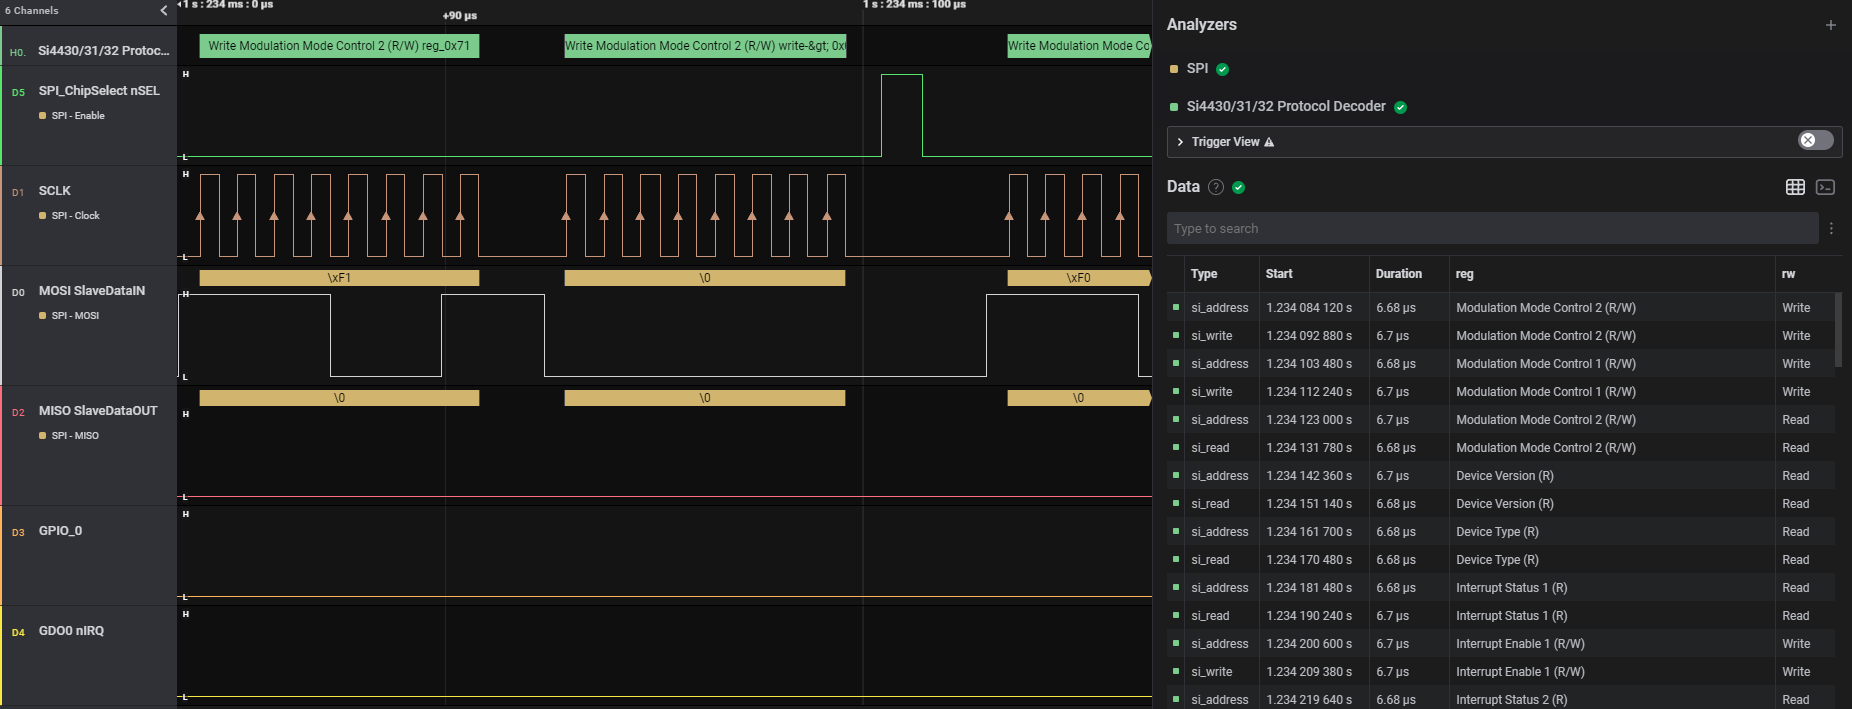 6 Channels
1 s : 234 ms : 0 µs
+90 µs
1 s : 234 ms : 100 µs
H0.
Si4430/31/32 Protoc...
Write Modulation Mode Control 2 (R/W) reg_0x71
Write Modulation Mode Control 2 (R/W) write-&gt; 0x
Write Modulation Mode Co
D5
SPI_ChipSelect nSEL
SPI - Enable
H
L
D1
SCLK
SPI - Clock
H
L
D0
MOSI SlaveDataIN
SPI - MOSI
\xF1
\0
\xF0
H
L
D2
MISO SlaveDataOUT
SPI - MISO
\0
\0
\0
H
L
D3
GPIO_0
H
L
D4
GDO0 nIRQ
H
L
Analyzers
SPI
Si4430/31/32 Protocol Decoder
Trigger View
Data
Type to search
Type Start Duration reg rw
si_address 1.234 084 120 s 6.68 µs Modulation Mode Control 2 (R/W) Write
si_write 1.234 092 880 s 6.7 µs Modulation Mode Control 2 (R/W) Write
si_address 1.234 103 480 s 6.68 µs Modulation Mode Control 1 (R/W) Write
si_write 1.234 112 240 s 6.7 µs Modulation Mode Control 1 (R/W) Write
si_address 1.234 123 000 s 6.7 µs Modulation Mode Control 2 (R/W) Read
si_read 1.234 131 780 s 6.68 µs Modulation Mode Control 2 (R/W) Read
si_address 1.234 142 360 s 6.7 µs Device Version (R) Read
si_read 1.234 151 140 s 6.68 µs Device Version (R) Read
si_address 1.234 161 700 s 6.68 µs Device Type (R) Read
si_read 1.234 170 480 s 6.68 µs Device Type (R) Read
si_address 1.234 181 480 s 6.68 µs Interrupt Status 1 (R) Read
si_read 1.234 190 240 s 6.7 µs Interrupt Status 1 (R) Read
si_address 1.234 200 600 s 6.7 µs Interrupt Enable 1 (R/W) Write
si_write 1.234 209 380 s 6.7 µs Interrupt Enable 1 (R/W) Write
si_address 1.234 219 640 s 6.68 µs Interrupt Status 2 (R) Read